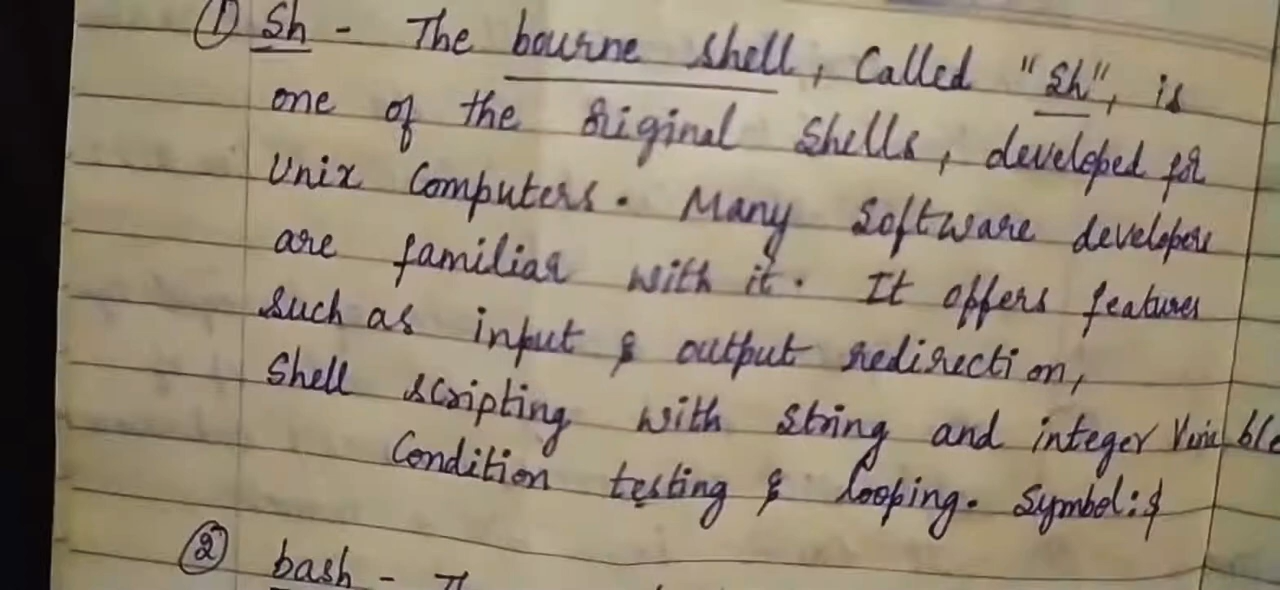 ① Sh - The bourne shell, Called "Sh", is
one of the original shells, developed for
Unix Computers. Many Software developers
are familiar with it. It offers features
such as input & output redirection,
Shell scripting with string and integer Variable
Condition testing & looping. Symbol: $
② bash -